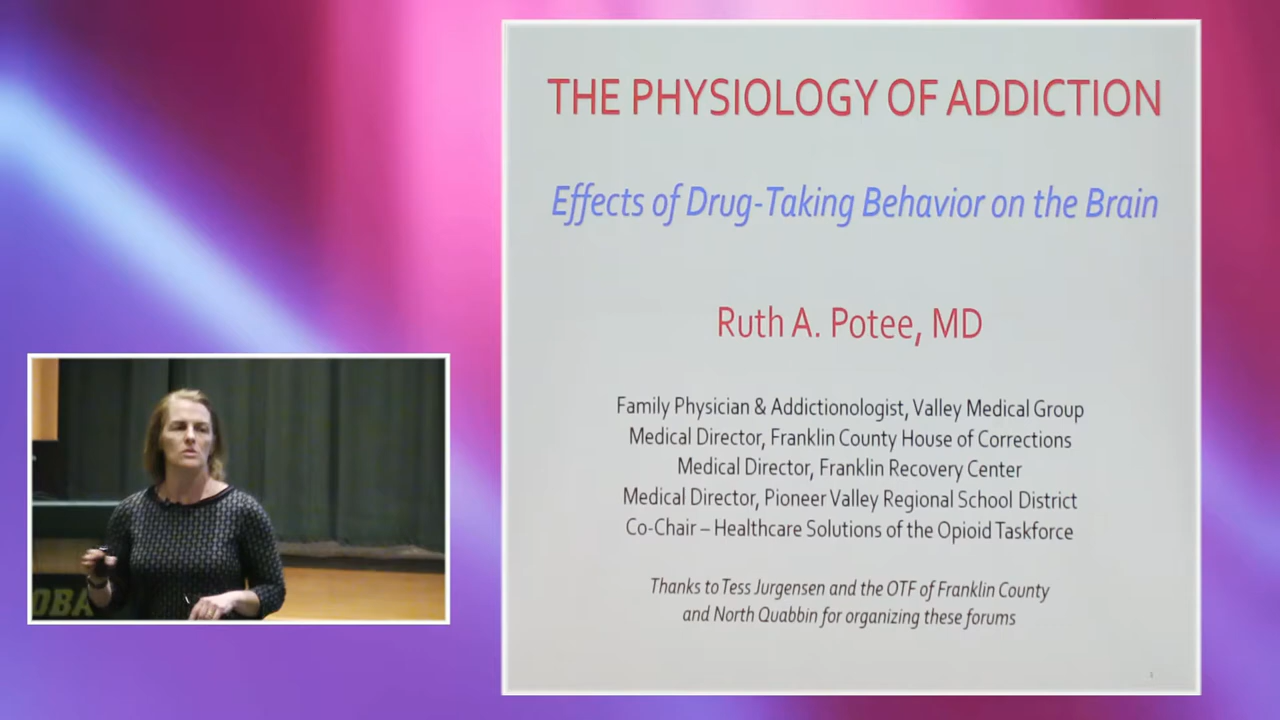 THE PHYSIOLOGY OF ADDICTION
Effects of Drug-Taking Behavior on the Brain
Ruth A. Potee, MD
Family Physician & Addictionologist, Valley Medical Group
Medical Director, Franklin County House of Corrections
Medical Director, Franklin Recovery Center
Medical Director, Pioneer Valley Regional School District
Co-Chair – Healthcare Solutions of the Opioid Taskforce
Thanks to Tess Jurgensen and the OTF of Franklin County
and North Quabbin for organizing these forums
1
OBA